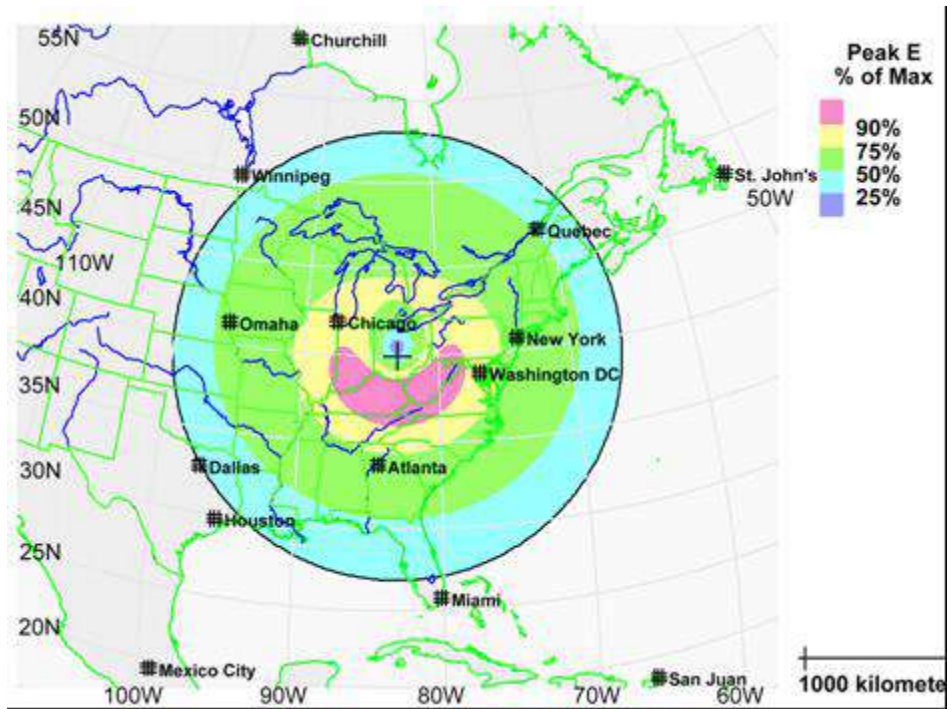 55N
Churchill
Peak E
% of Max
50N
90%
75%
50%
25%
Winnipeg
St. John's
50W
45N
Quebec
110W
40N
Omaha
Chicago
New York
35N
Washington DC
30N
Dallas
Atlanta
Houston
25N
Miami
20N
Mexico City
San Juan
1000 kilomete
100W
90W
80W
70W
60W